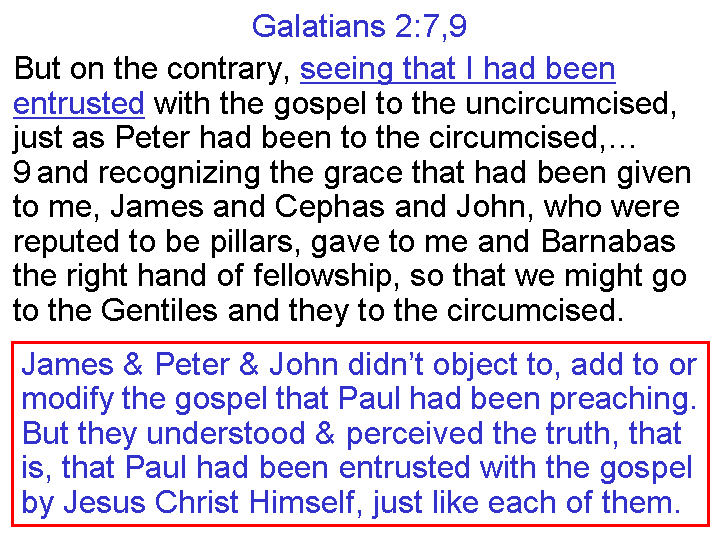 Galatians 2:7,9
But on the contrary, seeing that I had been
entrusted with the gospel to the uncircumcised,
just as Peter had been to the circumcised,…
9 and recognizing the grace that had been given
to me, James and Cephas and John, who were
reputed to be pillars, gave to me and Barnabas
the right hand of fellowship, so that we might go
to the Gentiles and they to the circumcised.
James & Peter & John didn’t object to, add to or
modify the gospel that Paul had been preaching.
But they understood & perceived the truth, that
is, that Paul had been entrusted with the gospel
by Jesus Christ Himself, just like each of them.